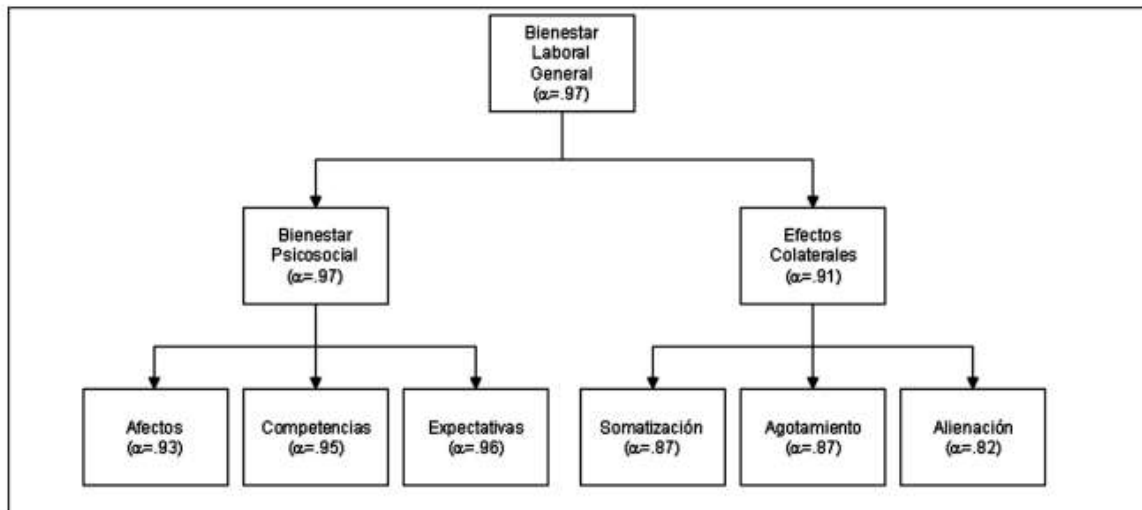 Bienestar
Laboral
General
(α=.97)
Bienestar
Psicosocial
(α=.97)
Efectos
Colaterales
(α=.91)
Afectos
(α=.93)
Competencias
(α=.95)
Expectativas
(α=.96)
Somatización
(α=.87)
Agotamiento
(α=.87)
Alienación
(α=.82)